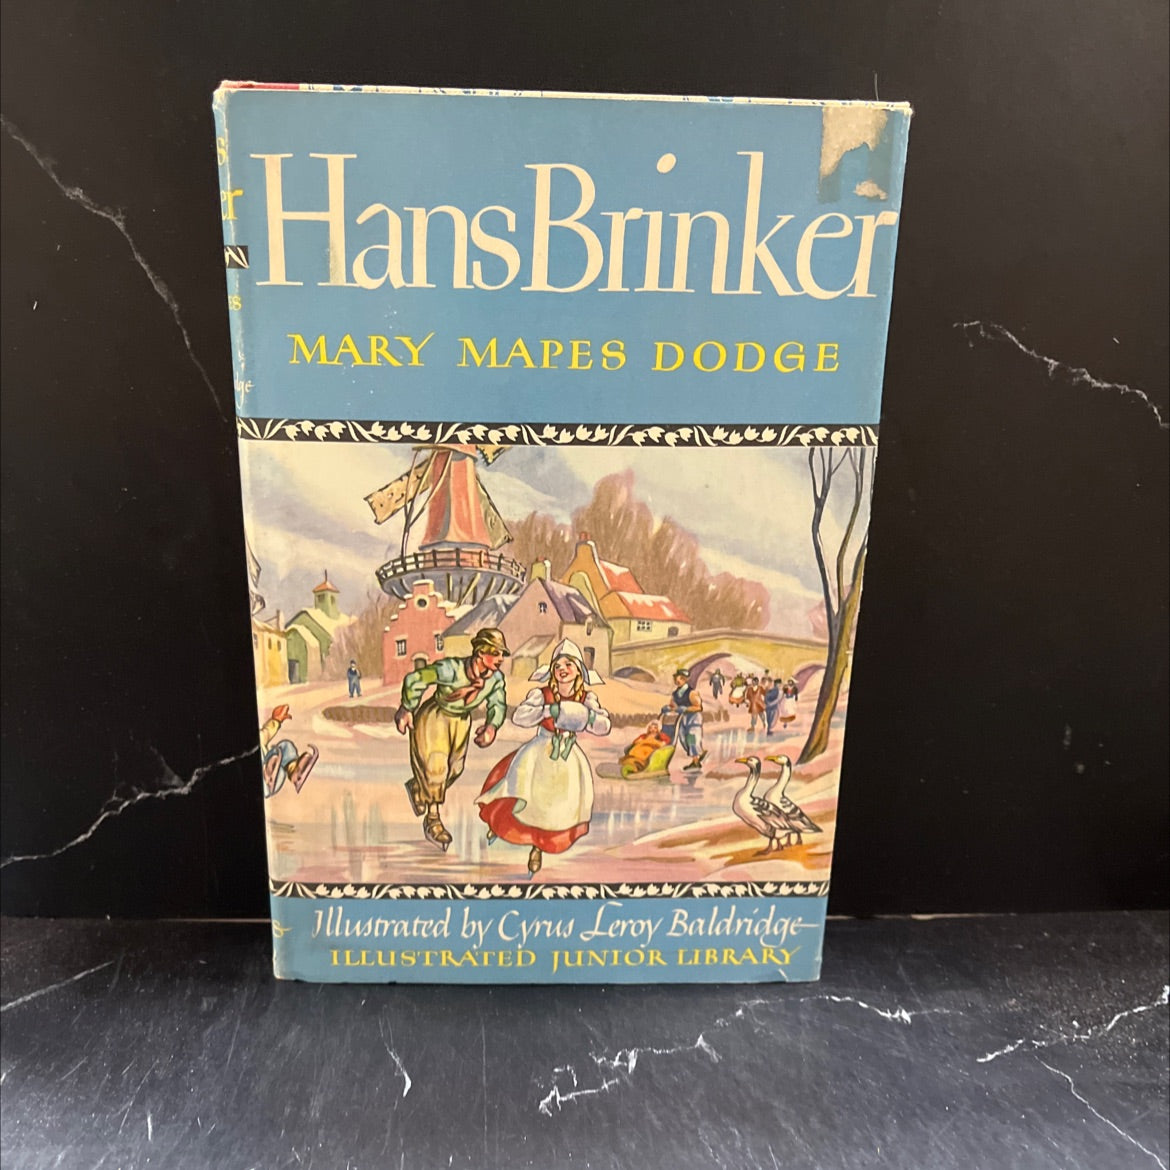 Hans Brinker
MARY MAPES DODGE
Illustrated by Cyrus Leroy Baldridge
ILLUSTRATED JUNIOR LIBRARY